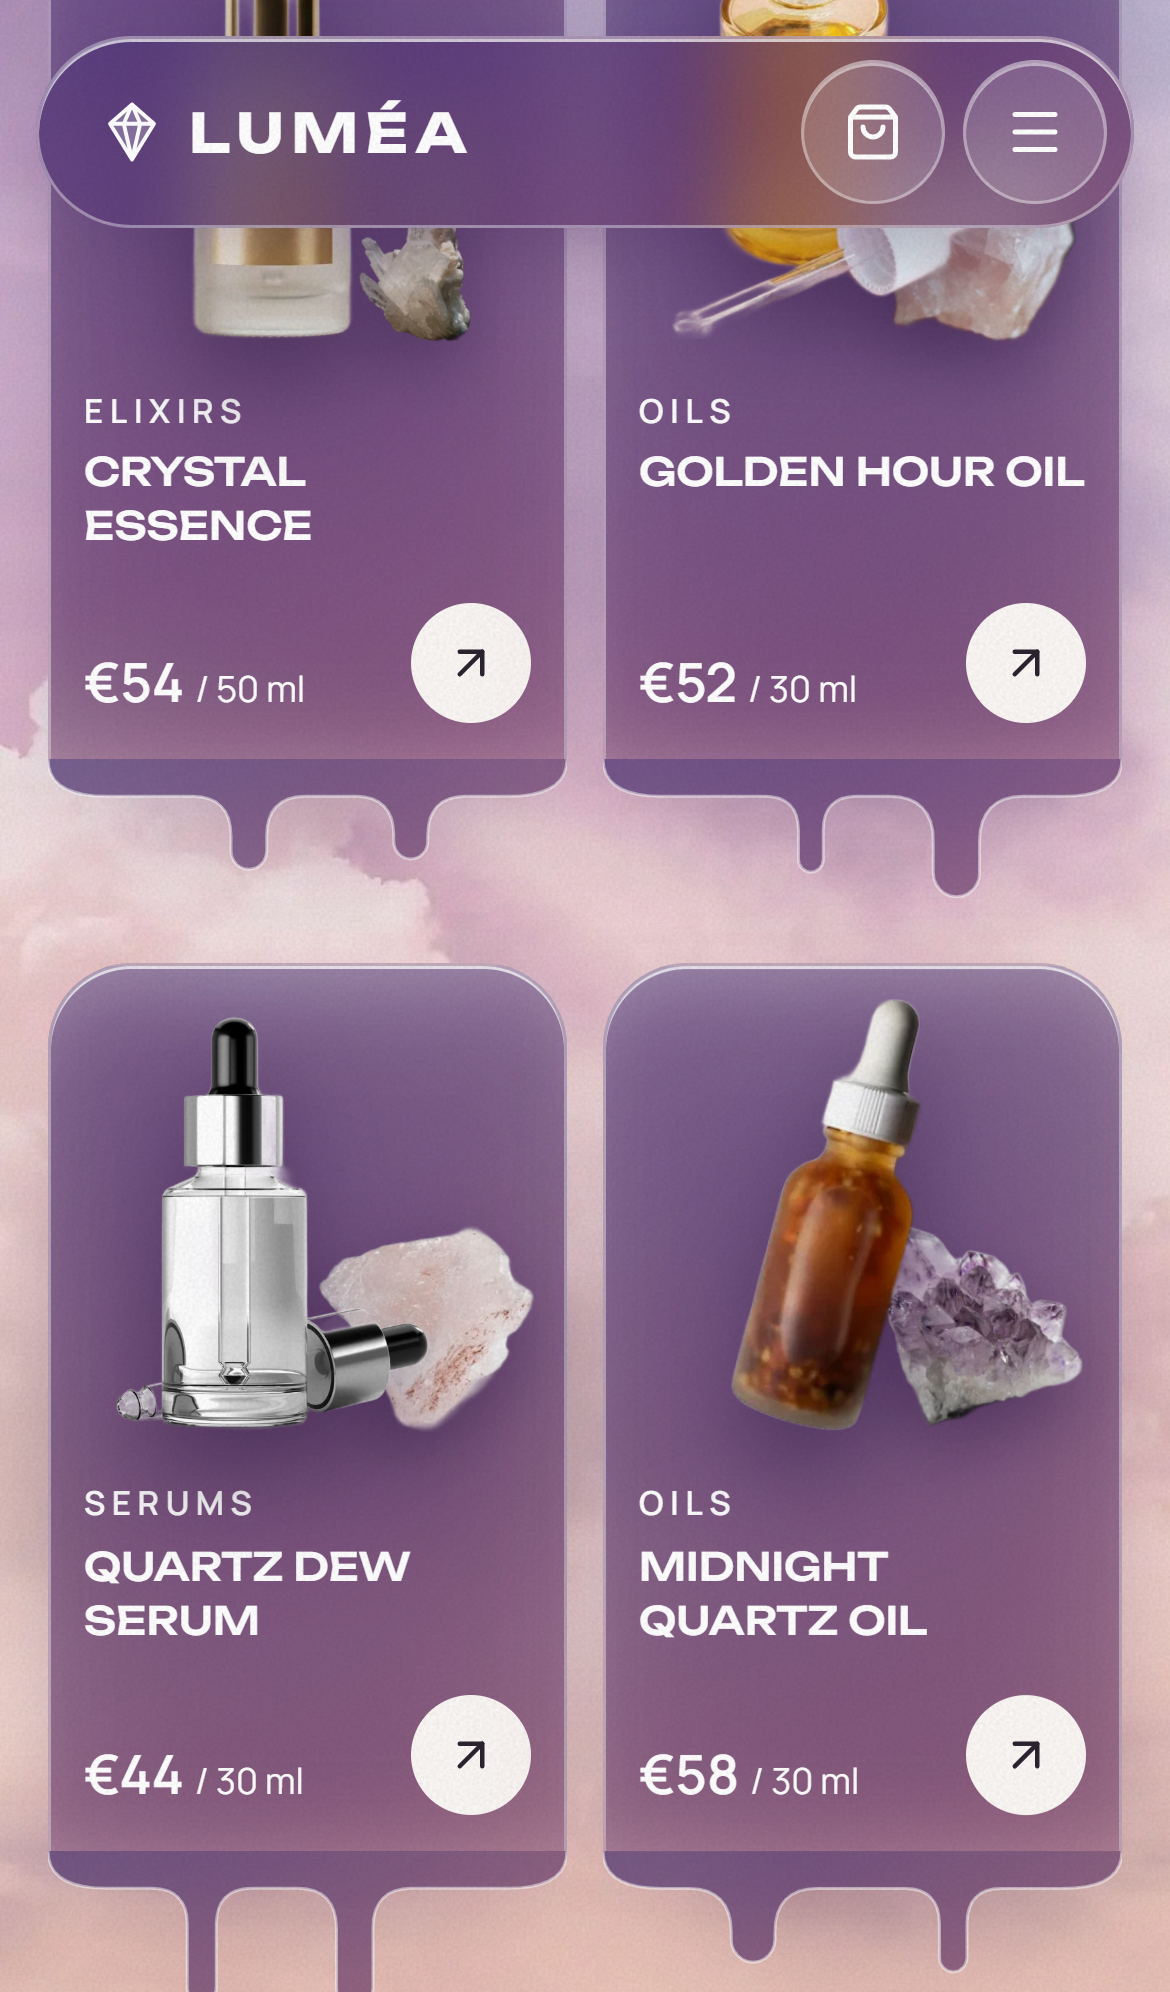 LUMÉA
ELIXIRS
CRYSTAL
ESSENCE
€54 / 50 ml
OILS
GOLDEN HOUR OIL
€52 / 30 ml
SERUMS
QUARTZ DEW
SERUM
€44 / 30 ml
OILS
MIDNIGHT
QUARTZ OIL
€58 / 30 ml